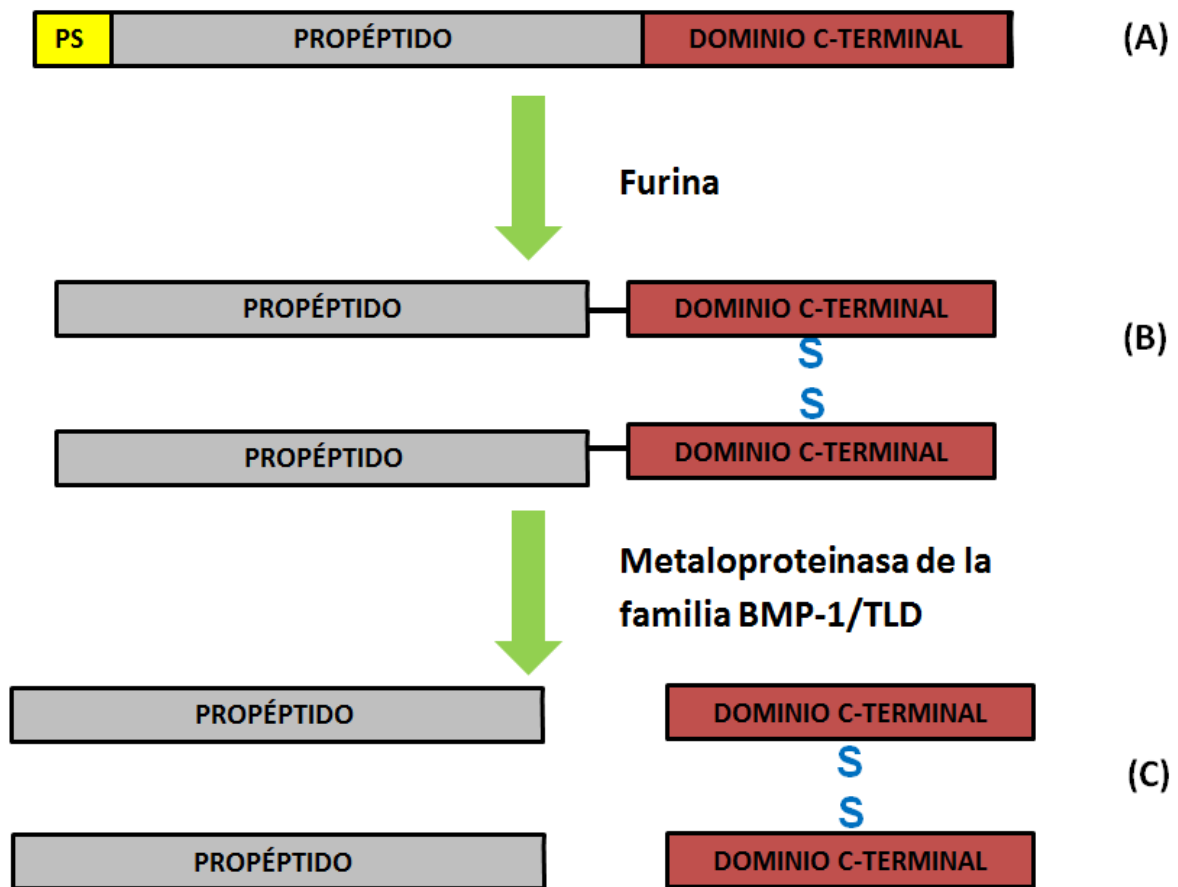 PS PROPÉPTIDO DOMINIO C-TERMINAL (A)
Furina
PROPÉPTIDO DOMINIO C-TERMINAL
S
(B)
S
PROPÉPTIDO DOMINIO C-TERMINAL
Metaloproteinasa de la
familia BMP-1/TLD
PROPÉPTIDO DOMINIO C-TERMINAL
S
(C)
S
PROPÉPTIDO DOMINIO C-TERMINAL